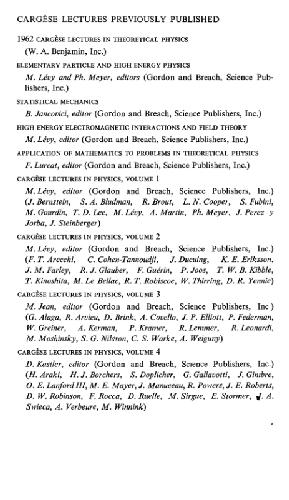 CARGÈSE LECTURES PREVIOUSLY PUBLISHED
1962 CARGÈSE LECTURES IN THEORETICAL PHYSICS
(W. A. Benjamin, Inc.)
ELEMENTARY PARTICLE AND HIGH ENERGY PHYSICS
M. Lévy and Ph. Meyer, editors (Gordon and Breach, Science Pub-
lishers, Inc.)
STATISTICAL MECHANICS
B. Jancovici, editor (Gordon and Breach, Science Publishers, Inc.)
HIGH ENERGY ELECTROMAGNETIC INTERACTIONS AND FIELD THEORY
M. Lévy, editor (Gordon and Breach, Science Publishers, Inc.)
APPLICATION OF MATHEMATICS TO PROBLEMS IN THEORETICAL PHYSICS
F. Lurcat, editor (Gordon and Breach, Science Publishers, Inc.)
CARGÈSE LECTURES IN PHYSICS, VOLUME 1
M. Lévy, editor (Gordon and Breach, Science Publishers, Inc.)
(J. Bernstein, S. A. Bludman, R. Brout, L. N. Cooper, S. Fubini,
M. Gourdin, T. D. Lee, M. Lévy, A. Martin, Ph. Meyer, J. Perez y
Jorba, J. Steinberger)
CARGÈSE LECTURES IN PHYSICS, VOLUME 2
M. Lévy, editor (Gordon and Breach, Science Publishers, Inc.)
(F. T. Arecchi, C. Cohen-Tannoudji, J. Ducuing, K. E. Eriksson,
J. M. Farley, R. J. Glauber, F. Guérin, P. Joos, T. W. B. Kibble,
T. Kinoshita, M. Le Bellac, R. T. Robiscoe, W. Thirring, D. R. Yennie)
CARGÈSE LECTURES IN PHYSICS, VOLUME 3
M. Jean, editor (Gordon and Breach, Science Publishers, Inc.)
(G. Alaga, R. Arvieu, D. Brink, A. Covello, J. P. Elliott, P. Federman,
W. Greiner, A. Kerman, P. Kramer, R. Lemmer, R. Leonardi,
M. Moshinsky, S. G. Nilsson, C. S. Warke, A. Weiguny)
CARGÈSE LECTURES IN PHYSICS, VOLUME 4
D. Kastler, editor (Gordon and Breach, Science Publishers, Inc.)
(H. Araki, H. J. Borchers, S. Doplicher, G. Gallavotti, J. Ginibre,
O. E. Lanford III, M. E. Mayer, J. Manuceau, R. Powers, J. E. Roberts,
D. W. Robinson, F. Rocca, D. Ruelle, M. Sirgue, E. Stormer, J. A.
Swieca, A. Verbeure, M. Winnink)